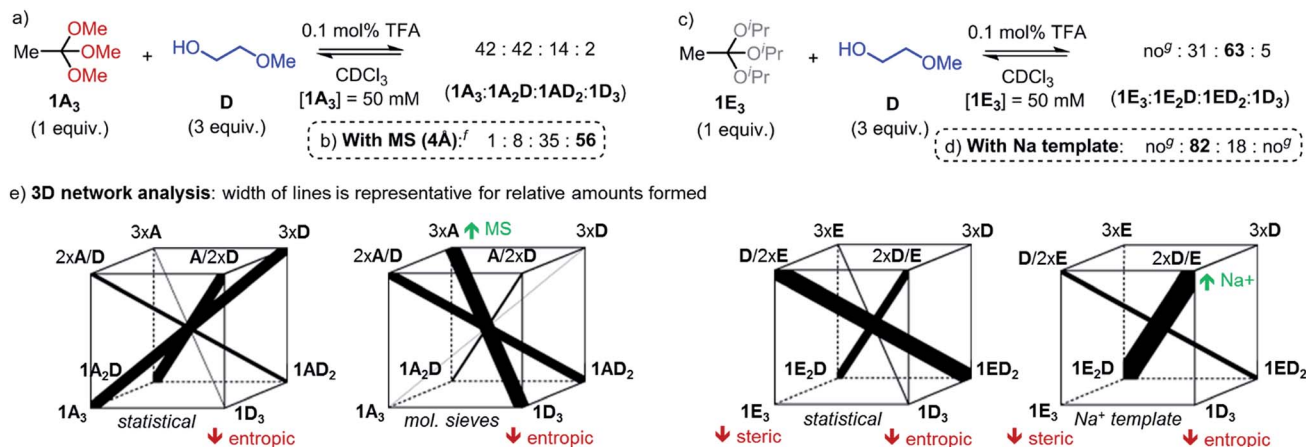 a)
OMe
Me OMe
OMe
1A₃
(1 equiv.)
+
HO OMe
D
(3 equiv.)
0.1 mol% TFA
CDCl₃
[1A₃] = 50 mM
42 : 42 : 14 : 2
(1A₃:1A₂D:1AD₂:1D₃)
b) With MS (4Å):ᶠ 1 : 8 : 35 : 56
c)
OⁱPr
Me OⁱPr
OⁱPr
1E₃
(1 equiv.)
+
HO OMe
D
(3 equiv.)
0.1 mol% TFA
CDCl₃
[1E₃] = 50 mM
noᵍ : 31 : 63 : 5
(1E₃:1E₂D:1ED₂:1D₃)
d) With Na template: noᵍ : 82 : 18 : noᵍ
e) 3D network analysis: width of lines is representative for relative amounts formed
3xA 3xD
2xA/D A/2xD
1A₂D 1AD₂
1A₃ statistical 1D₃
entropic
3xA MS 3xD
2xA/D A/2xD
1A₂D 1AD₂
1A₃ mol. sieves 1D₃
entropic
3xE 3xD
D/2xE 2xD/E
1E₂D 1ED₂
1E₃ statistical 1D₃
steric entropic
3xE 3xD
D/2xE 2xD/E
Na+
1E₂D 1ED₂
1E₃ Na⁺ template 1D₃
steric entropic